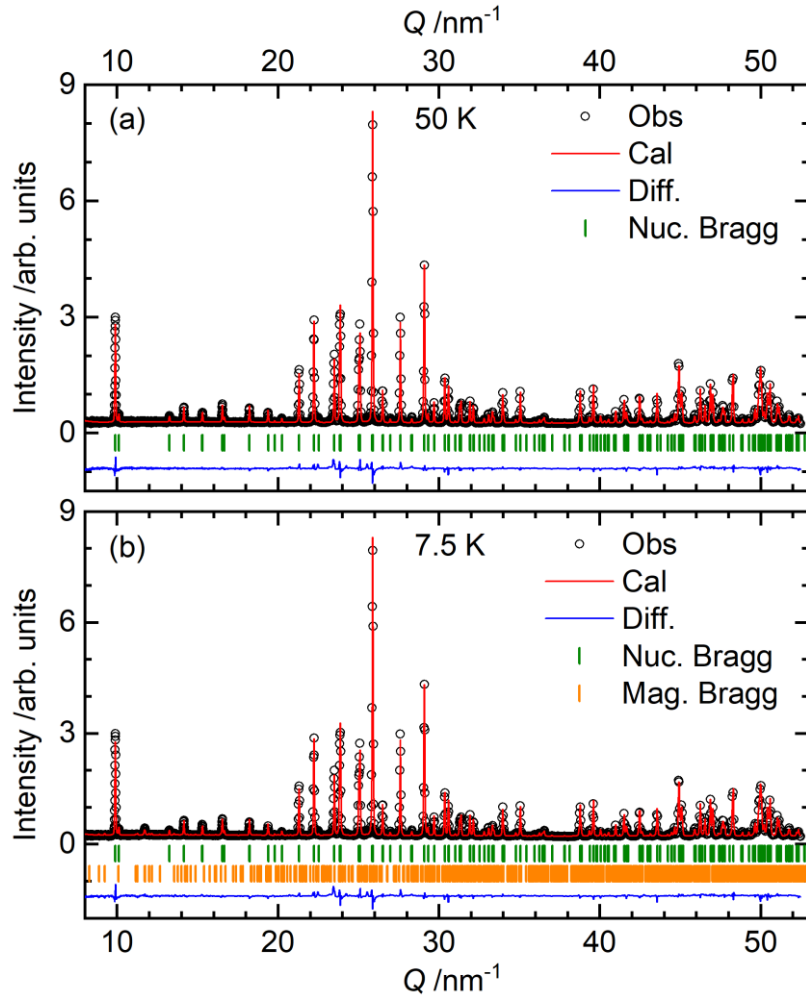 Q /nm⁻¹
10 20 30 40 50
9
(a) 50 K
Obs
Cal
Diff.
Nuc. Bragg
6
3
0
Intensity /arb. units
9
(b) 7.5 K
Obs
Cal
Diff.
Nuc. Bragg
Mag. Bragg
6
3
0
Intensity /arb. units
10 20 30 40 50
Q /nm⁻¹